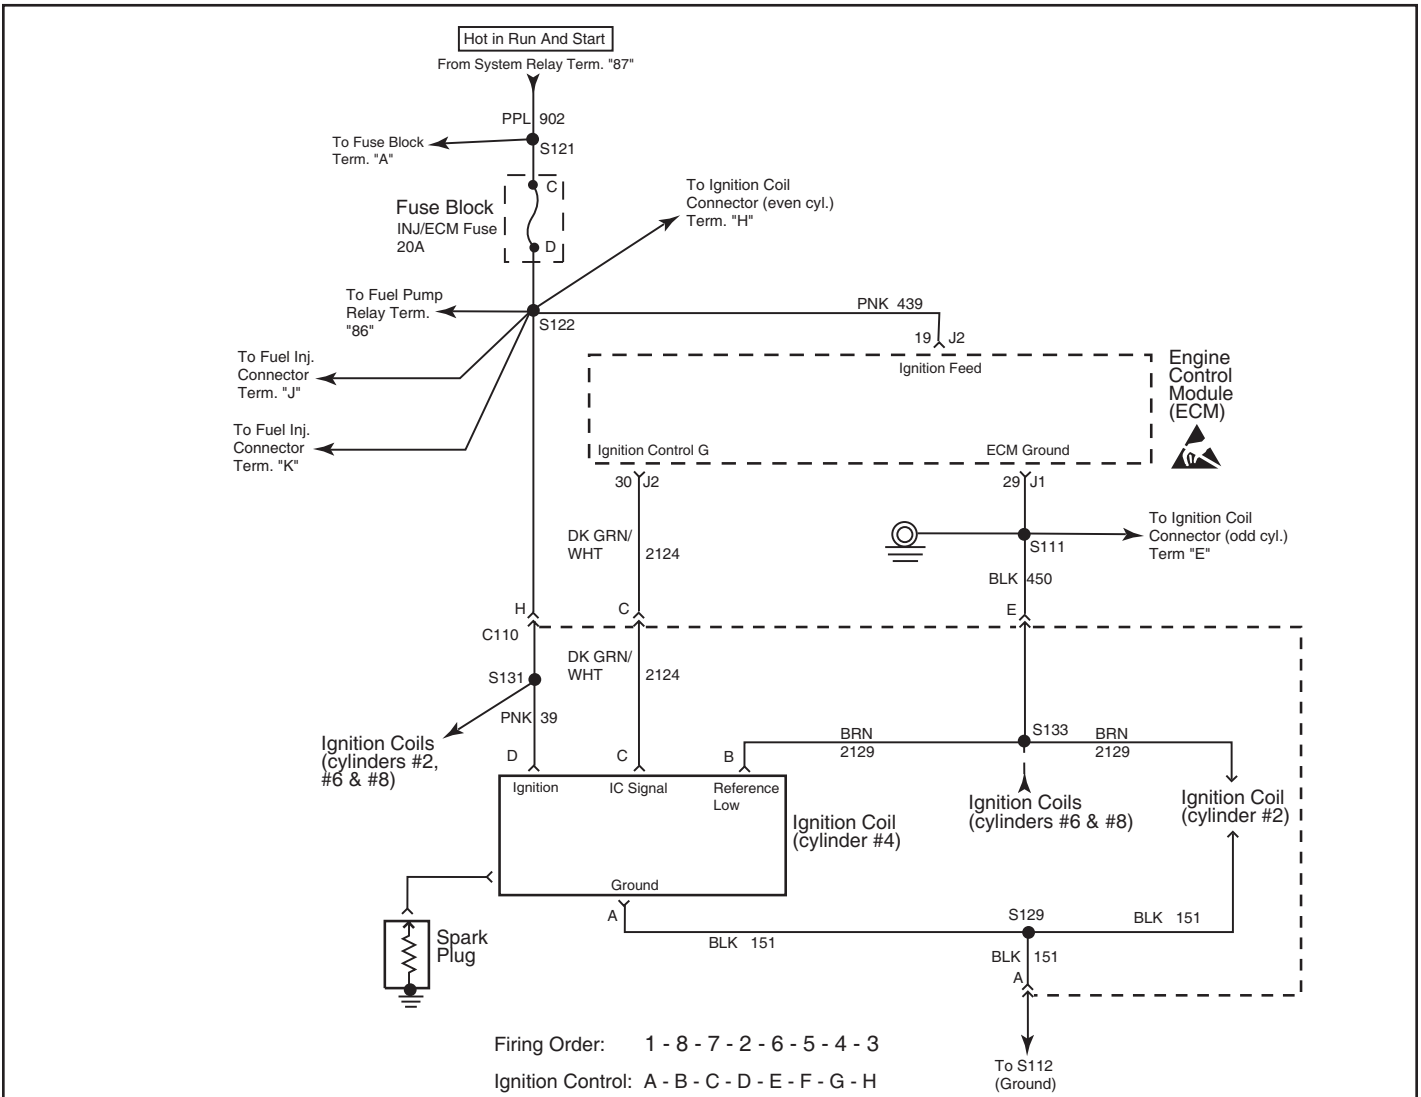 Hot in Run And Start
From System Relay Term. "87"
PPL 902
To Fuse Block
Term. "A"
S121
C
Fuse Block
INJ/ECM Fuse
20A
D
To Ignition Coil
Connector (even cyl.)
Term. "H"
To Fuel Pump
Relay Term.
"86"
S122
PNK 439
19 J2
To Fuel Inj.
Connector
Term. "J"
To Fuel Inj.
Connector
Term. "K"
Ignition Feed
Engine
Control
Module
(ECM)
Ignition Control G
ECM Ground
30 J2
29 J1
DK GRN/
WHT 2124
S111
To Ignition Coil
Connector (odd cyl.)
Term "E"
BLK 450
H
C
E
C110
S131
DK GRN/
WHT 2124
PNK 39
Ignition Coils
(cylinders #2,
#6 & #8)
D
C
B
BRN
2129
S133
BRN
2129
Ignition
IC Signal
Reference
Low
Ignition Coil
(cylinder #4)
Ignition Coils
(cylinders #6 & #8)
Ignition Coil
(cylinder #2)
Ground
A
BLK 151
S129
BLK 151
BLK 151
A
Spark
Plug
To S112
(Ground)
Firing Order: 1 - 8 - 7 - 2 - 6 - 5 - 4 - 3
Ignition Control: A - B - C - D - E - F - G - H